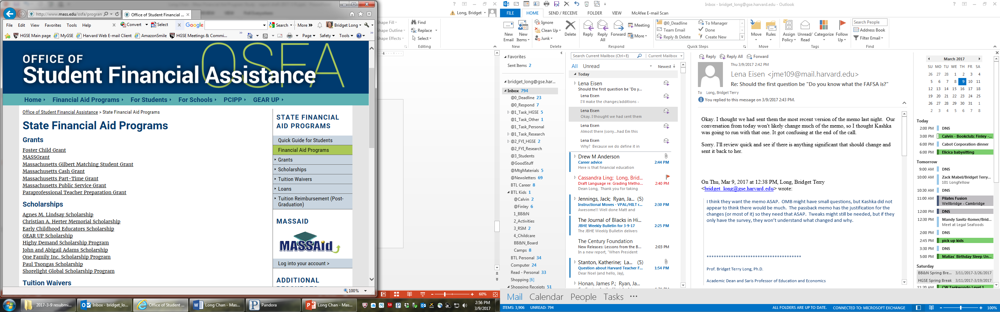 http://www.mass.edu/osfa/progran
Office of Student Financial ...
File Edit View Favorites Tools Help
Convert
Select
Google
Search
More »
Bridget Long
HGSE Main page
MyGSE
Harvard Web E-mail Client
AmazonSmile
HGSE Meetings & Commi...
Page
Safety
Tools
OSFA
OFFICE OF
Student Financial Assistance
Home
Financial Aid Programs
For Students
For Schools
PCIPP
GEAR UP
Office of Student Financial Assistance > State Financial Aid Programs
State Financial Aid Programs
Grants
Foster Child Grant
MASSGrant
Massachusetts Gilbert Matching Student Grant
Massachusetts Cash Grant
Massachusetts Part-Time Grant
Massachusetts Public Service Grant
Paraprofessional Teacher Preparation Grant
Scholarships
Agnes M. Lindsay Scholarship
Christian A. Herter Memorial Scholarship
Early Childhood Educators Scholarship
GEAR UP Scholarship
Highy Demand Scholarship Program
John and Abigail Adams Scholarship
One Family Inc. Scholarship Program
Paul Tsongas Scholarship
Shorelight Global Scholarship Program
Tuition Waivers
STATE FINANCIAL
AID PROGRAMS
Quick Guide for Students
Financial Aid Programs
Grants
Scholarships
Tuition Waivers
Loans
Tuition Reimbursement (Post-
Graduation)
MASSAID
MASSAid
Log into your account >
ADDITIONAL
100%
Long, Bridget
Shape Fill
Shape Outline
Shape Effects
Find
Replace
Select
Editing
4
60%
2017-3-9 resubmi...
Inbox - bridget_lo...
Office of Student ...
Long Chan - Mas...
Pandora
Long Chan - Mas...
2:56 PM
3/9/2017
Inbox - bridget_long@gse.harvard.edu - Outlook
FILE HOME SEND / RECEIVE FOLDER VIEW McAfee E-mail Scan
New
Email
New
Items
New
Ignore
Clean Up
Junk
Delete
Delete
Reply
Reply
All
Forward
Meeting
More
Respond
@0_Deadline
Team Email
Reply & Delete
To Manager
Done
Create New
Quick Steps
Move
Rules
Move
Assign
Policy
Unread/
Read
Categorize
Follow
Up
Tags
Search People
Address Book
Filter Email
Find
Favorites
Sent Items 2
bridget_long@gse.har...
Inbox 794
@0_Deadline 23
@0_Respond 7
@1_Task_HGSE 5
@1_Task_Other 1
@1_Task_Personal
@1_Task_Research
@2_FYI_HGSE 2
@2_FYI_Research
@3_Students
@GoodStuff
@MtgMaterials 5
@Newsletters 69
BTL Career 8
BTL Kids 1
@Calvin 2
@Finley 6
1_BB&N
2_Activities
3_RSM 2
4_Childcare
BB&N_Board
Camps 8
BTL Personal 34
Computer 24
Read - Personal 33
Shopping [6]
Shopping Receipts 51
Search Current Mailbox (Ctrl+E)
Current Mailbox
All Unread
Newest
Today
Lena Eisen
Should the first question be "Do y...
Lena Eisen
I'll make the changes/additions -
Lena Eisen
Okay. I thought we had sent them
Lena Eisen
Almost there (sorry...had Em this
Lena Eisen
Why? Because we do define it in
Drew M Anderson
Career advice 2:44 PM
Here is that financial education
Cassandra Ling; Long, Brid...
Draft Language re: Grading Metho... 2:40 PM
Dean Long, Thank you for taking
Jennings, Jack; Ryan, Ja... (5)
Instructional Moves - VPAL/HILT r... 2:30 PM
Awesome!!! Well done Matt and
The Journal of Blacks in Hi...
JBHE Weekly Bulletin for 3-9-17 2:25 PM
The JBHE Weekly Bulletin delivers
The Century Foundation
New Releases: Lessons from the B... 2:03 PM
In a new report, "When President
Stanton, Katherine; La... (5)
Question about Harvard Teacher F... 1:54 PM
Dear Noel (and hello, Jay),
Honan, James P.; Ryan, Ja...
Reply Reply All Forward
Thu 3/9/2017 2:42 PM
Lena Eisen <jme109@mail.harvard.edu>
Re: Should the first question be "Do you know what the FAFSA is?"
To Long, Bridget Terry
You replied to this message on 3/9/2017 2:43 PM.
Okay. I thought we had sent them the most recent version of the memo last night. Our
conversation from today won't likely change much of the memo, so I thought Kashka
was going to run with that one. It got confusing at the end of the call.
Sorry. I'll review quick and see if there is anything significant that should change and
sent it back to her.
On Thu, Mar 9, 2017 at 12:38 PM, Long, Bridget Terry
<bridget_long@gse.harvard.edu> wrote:
I think they want the memo ASAP. OMB might have small questions, but Kashka did not
appear to think there would be much. The passback memo has the justification for the
changes (or most of it) so they need that ASAP. Tweaks might still be needed, but if they
only have the survey, they won't understand what changed and why.
Prof. Bridget Terry Long, Ph.D.
Academic Dean and Saris Professor of Education and Economics
March 2017
SU MO TU WE TH FR SA
26 27 28 1 2 3 4
5 6 7 8 9 10 11
12 13 14 15 16 17 18
19 20 21 22 23 24 25
26 27 28 29 30 31 1
2 3 4 5 6 7 8
Today
2:00 PM DNS
3:00 PM Calvin - Bookclub; Finley -...
6:00 PM Cabot Corporation dinner
6:00 PM Elicica babysitting
Tomorrow
9:00 AM DNS
10:00 AM Zack Mabel/Bridget Terry...
101 Longfellow
10:30 AM DNS
11:00 AM Pilates Fusion
Wellbridge - Cambridge
12:00 PM DNS
12:30 PM Mandy Savitz-Romer/Brid...
Meet at Legal Seafoods
2:00 PM DNS
2:45 PM pick up kids
3:30 PM DNS
5:00 PM Matias' Birthday Sleep Un...
Saturday
BB&N Spring Bre... 3/11/2017-3/26/2017
HGSE Spring Break 3/11/2017-3/19/2017
11:20 AM CW Taekwondo Level 1
Mail Calendar People Tasks ...
ITEMS: 3,906 UNREAD: 794
ALL FOLDERS ARE UP TO DATE. CONNECTED TO: MICROSOFT EXCHANGE
100%